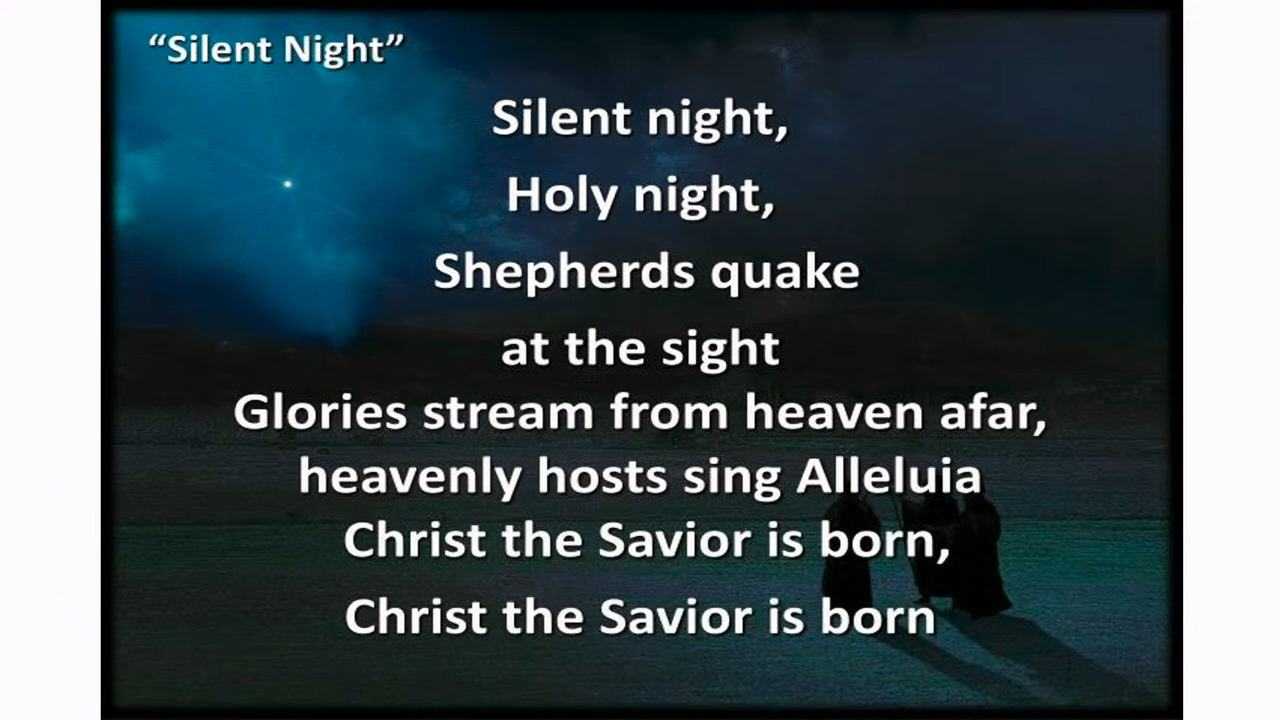 “Silent Night”
Silent night,
Holy night,
Shepherds quake
at the sight
Glories stream from heaven afar,
heavenly hosts sing Alleluia
Christ the Savior is born,
Christ the Savior is born